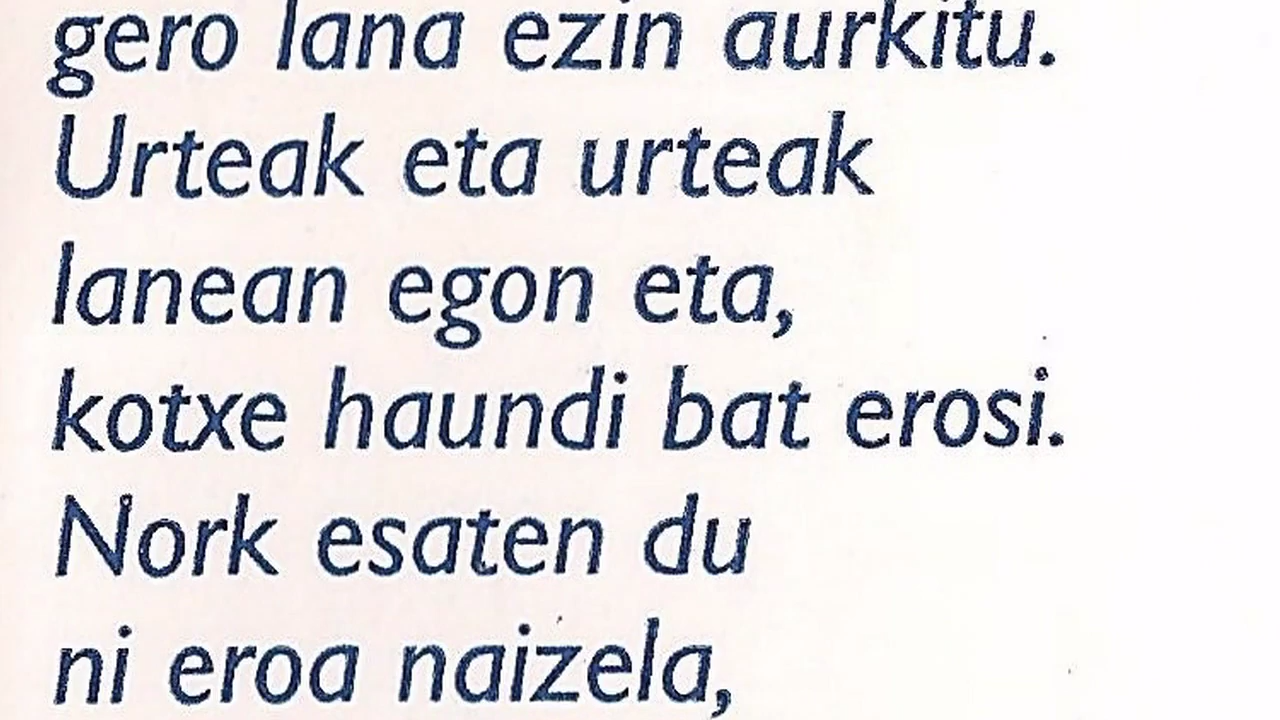 gero lana ezin aurkitu.
Urteak eta urteak
lanean egon eta,
kotxe haundi bat erosi.
Nork esaten du
ni eroa naizela,